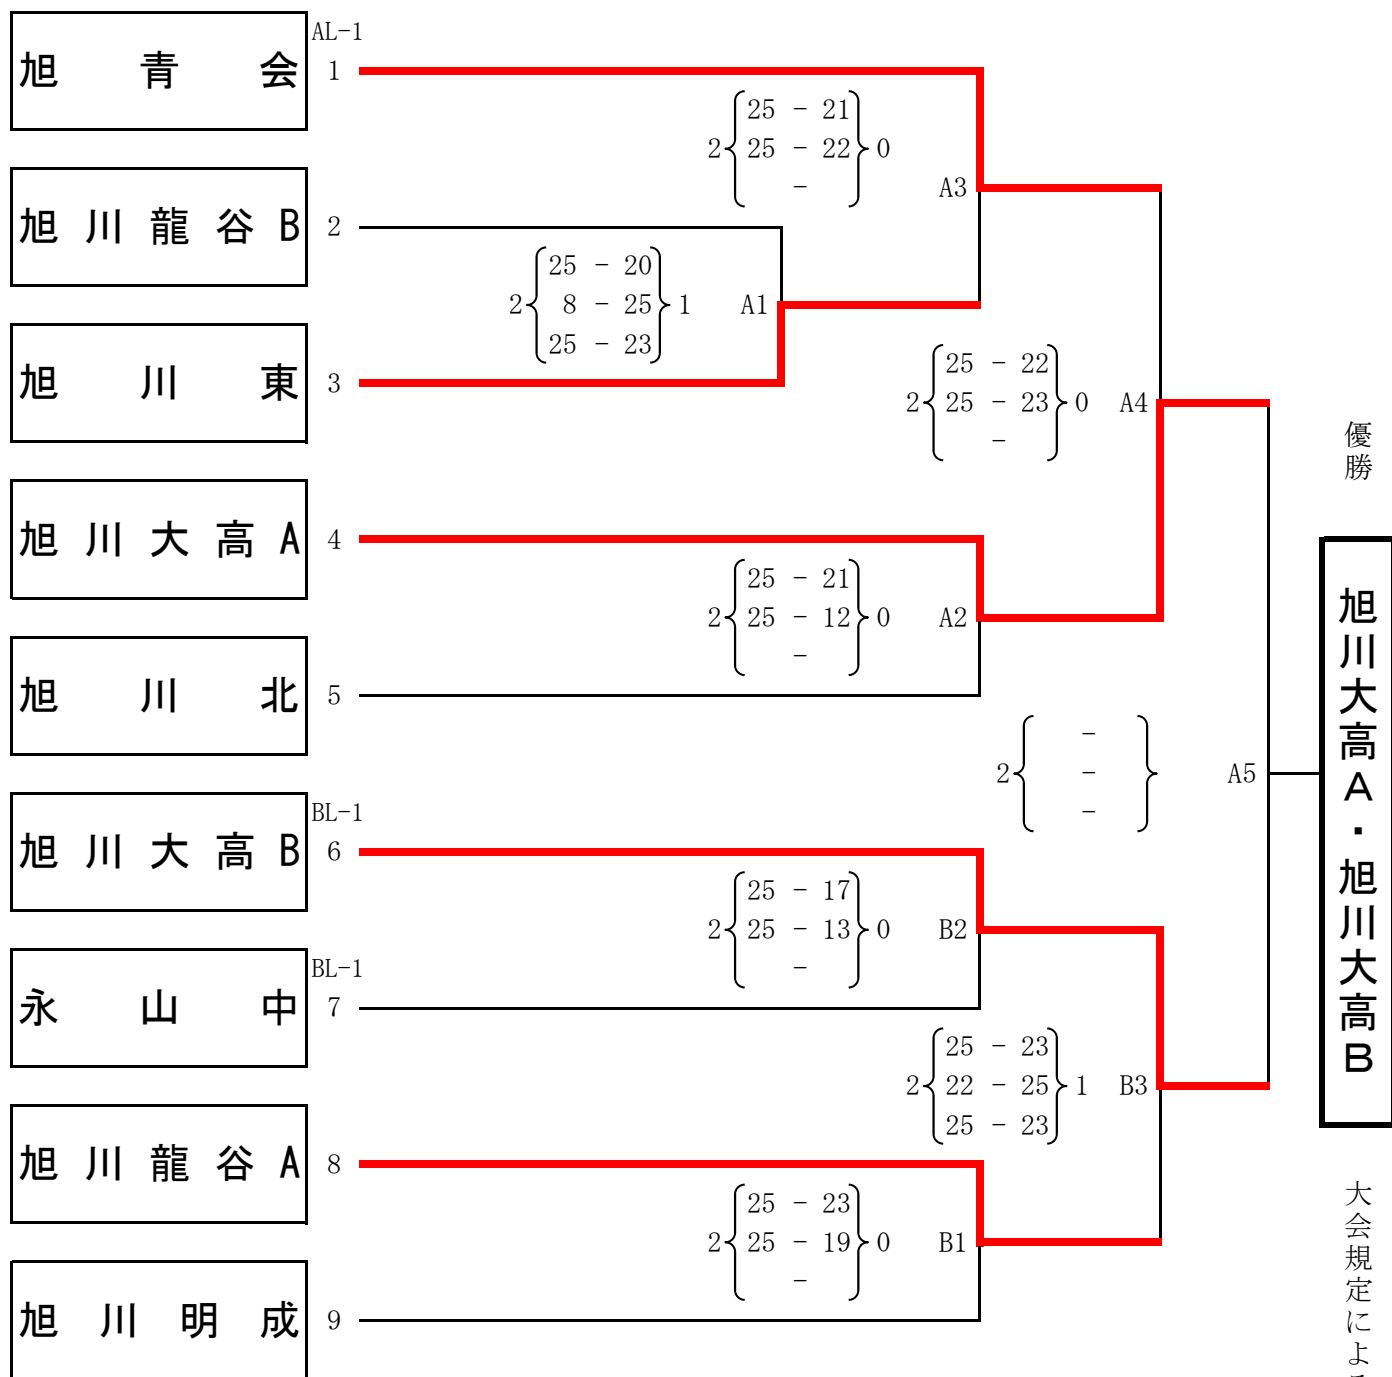 AL-1
旭青会 1
25 - 21
2 25 - 22 0
-
A3
旭川龍谷B 2
25 - 20
2 8 - 25 1
25 - 23
A1
旭川東 3
25 - 22
2 25 - 23 0
-
A4
旭川大高A 4
25 - 21
2 25 - 12 0
-
A2
旭川北 5
-
2 -
-
A5
BL-1
旭川大高B 6
25 - 17
2 25 - 13 0
-
B2
BL-1
永山中 7
25 - 23
2 22 - 25 1
25 - 23
B3
旭川龍谷A 8
25 - 23
2 25 - 19 0
-
B1
旭川明成 9
優勝
旭川大高A・旭川大高B
大会規定によ